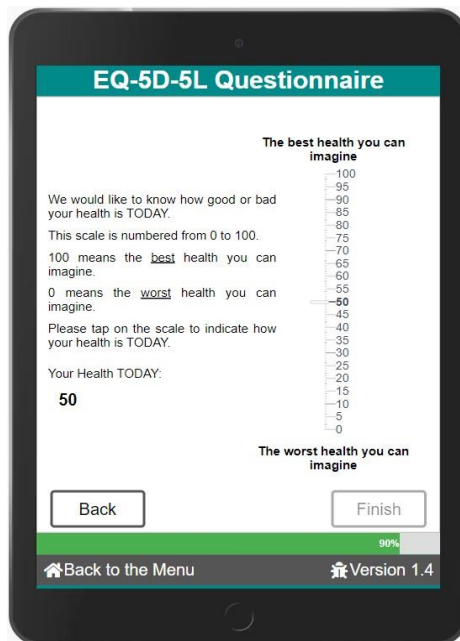 EQ-5D-5L Questionnaire
We would like to know how good or bad
your health is TODAY.
This scale is numbered from 0 to 100.
100 means the best health you can
imagine.
0 means the worst health you can
imagine.
Please tap on the scale to indicate how
your health is TODAY.
Your Health TODAY:
50
The best health you can
imagine
100
95
90
85
80
75
70
65
60
55
50
45
40
35
30
25
20
15
10
5
0
The worst health you can
imagine
Back
Finish
90%
Back to the Menu
Version 1.4